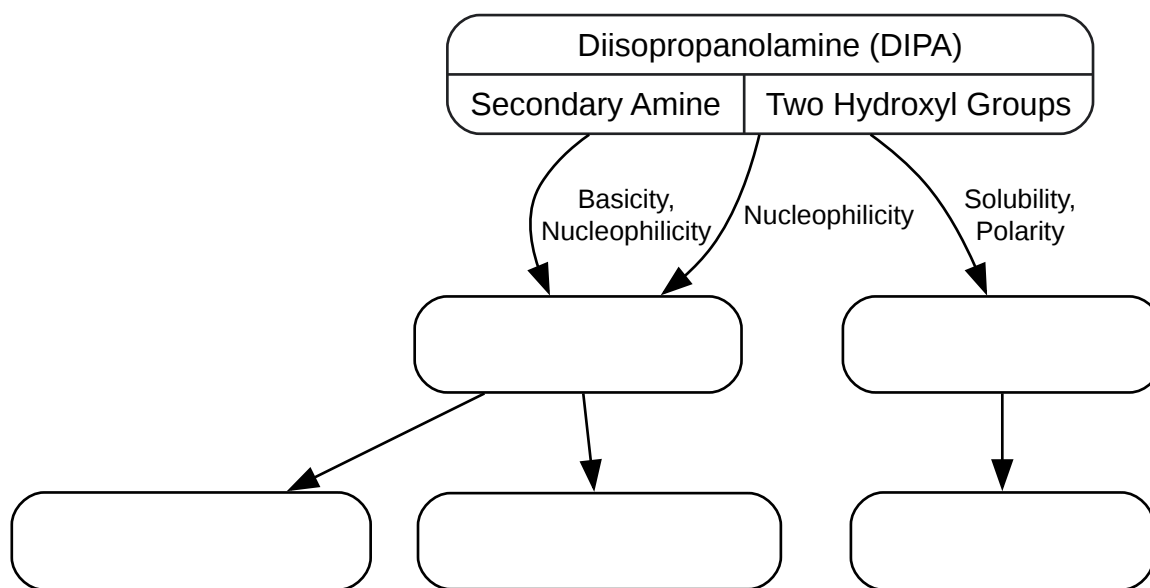 Diisopropanolamine (DIPA)
Secondary Amine
Two Hydroxyl Groups
Basicity,
Nucleophilicity
Nucleophilicity
Solubility,
Polarity